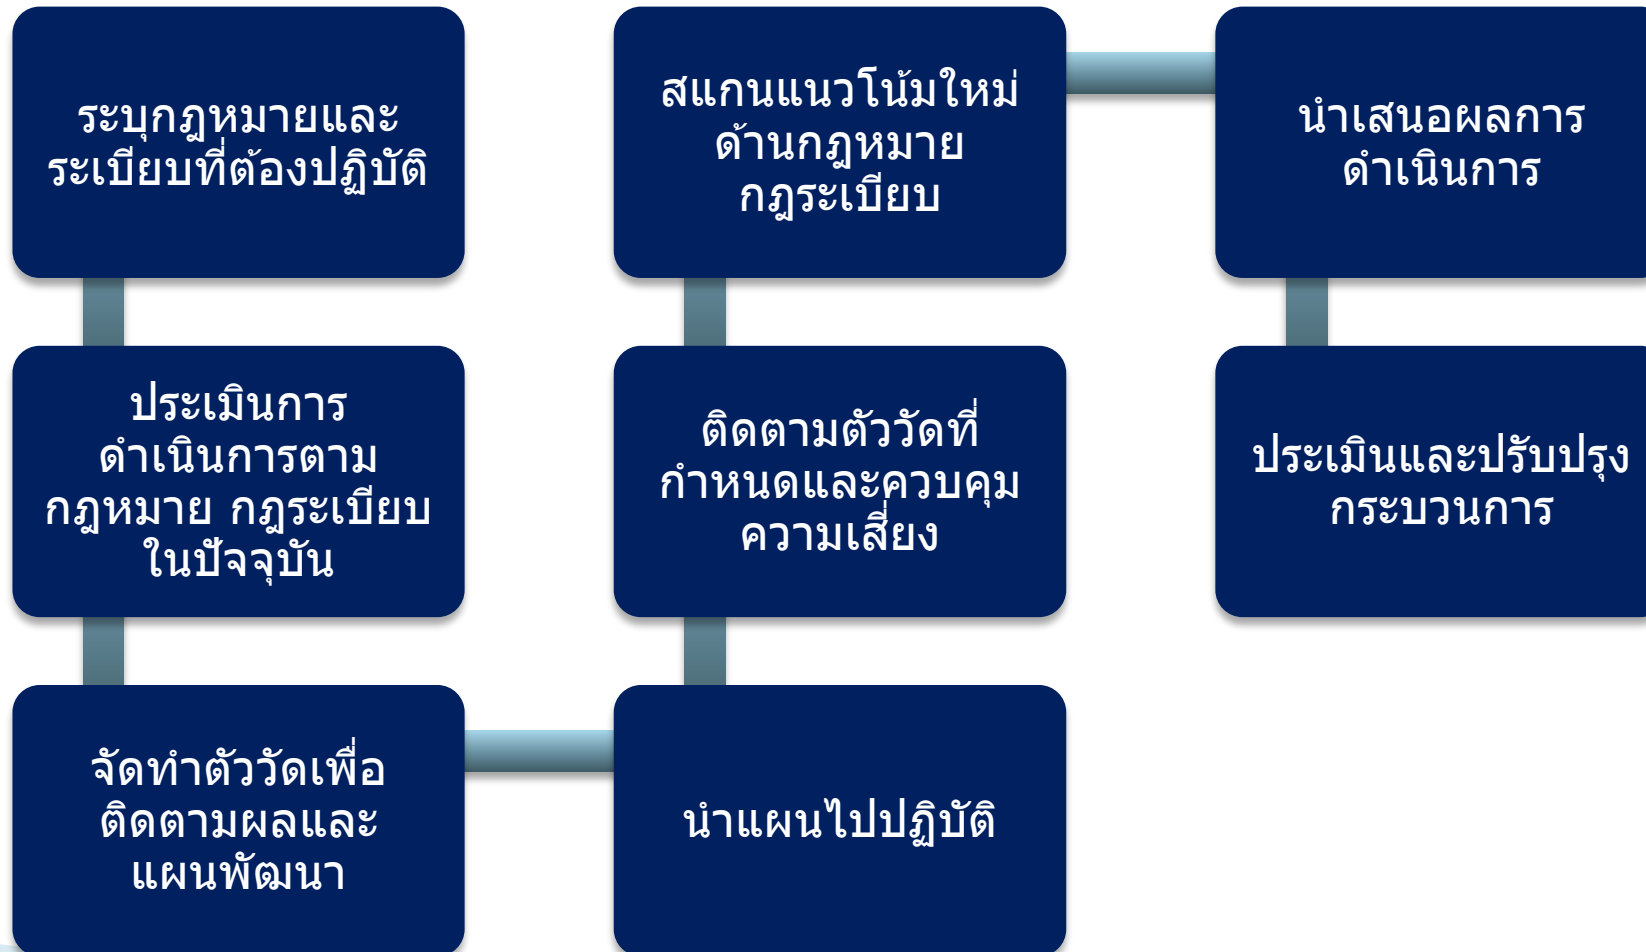 ระบุกฎหมายและ
ระเบียบที่ต้องปฏิบัติ
ประเมินการ
ดำเนินการตาม
กฎหมาย กฎระเบียบ
ในปัจจุบัน
จัดทำตัววัดเพื่อ
ติดตามผลและ
แผนพัฒนา
นำแผนไปปฏิบัติ
ติดตามตัววัดที่
กำหนดและควบคุม
ความเสี่ยง
สแกนแนวโน้มใหม่
ด้านกฎหมาย
กฎระเบียบ
นำเสนอผลการ
ดำเนินการ
ประเมินและปรับปรุง
กระบวนการ